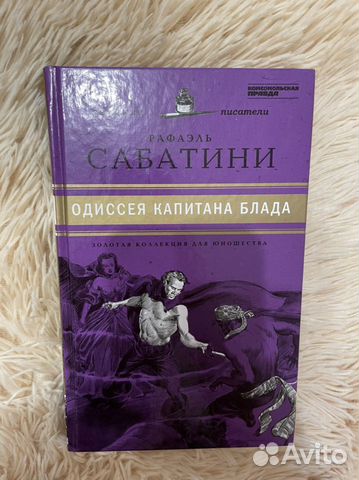 КОМСОМОЛЬСКАЯ
ПРАВДА
писатели
РАФАЭЛЬ
САБАТИНИ
ОДИССЕЯ КАПИТАНА БЛАДА
ЗОЛОТАЯ КОЛЛЕКЦИЯ ДЛЯ ЮНОШЕСТВА
Avito